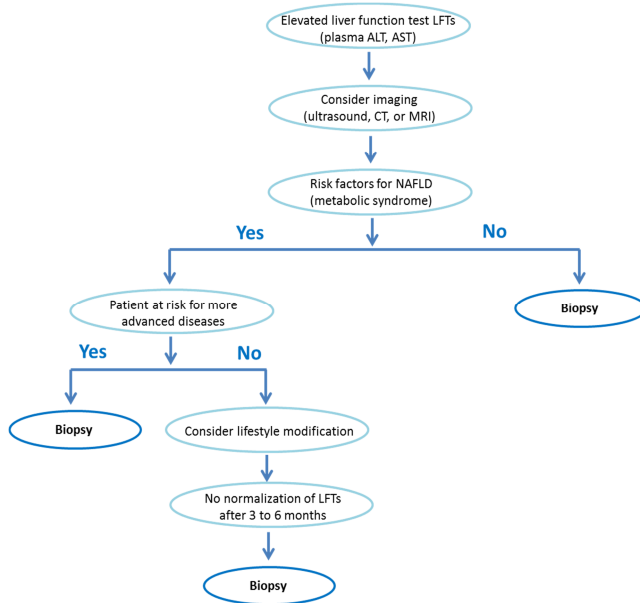 Elevated liver function test LFTs
(plasma ALT, AST)
Consider imaging
(ultrasound, CT, or MRI)
Risk factors for NAFLD
(metabolic syndrome)
Yes
No
Patient at risk for more
advanced diseases
Biopsy
Yes
No
Biopsy
Consider lifestyle modification
No normalization of LFTs
after 3 to 6 months
Biopsy